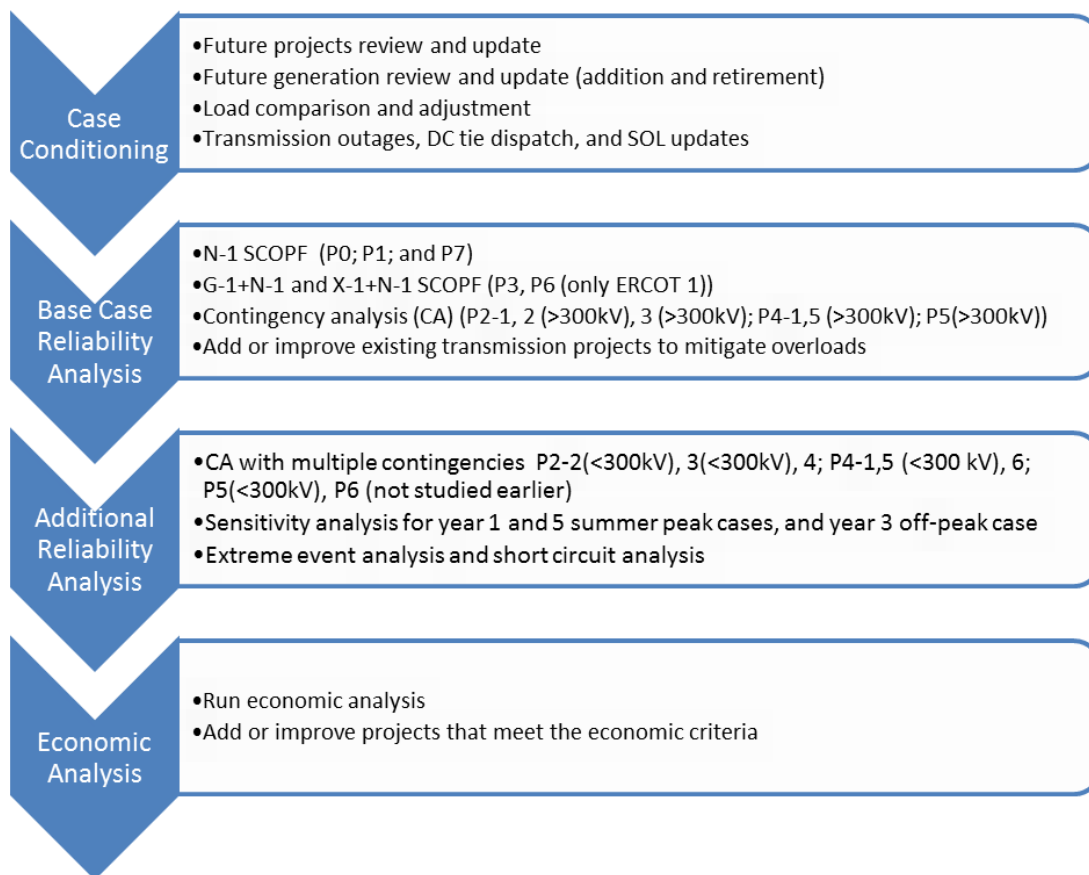 Case
Conditioning
•Future projects review and update
•Future generation review and update (addition and retirement)
•Load comparison and adjustment
•Transmission outages, DC tie dispatch, and SOL updates
Base Case
Reliability
Analysis
•N-1 SCOPF (P0; P1; and P7)
•G-1+N-1 and X-1+N-1 SCOPF (P3, P6 (only ERCOT 1))
•Contingency analysis (CA) (P2-1, 2 (>300kV), 3 (>300kV); P4-1,5 (>300kV); P5(>300kV))
•Add or improve existing transmission projects to mitigate overloads
Additional
Reliability
Analysis
•CA with multiple contingencies P2-2(<300kV), 3(<300kV), 4; P4-1,5 (<300 kV), 6;
P5(<300kV), P6 (not studied earlier)
•Sensitivity analysis for year 1 and 5 summer peak cases, and year 3 off-peak case
•Extreme event analysis and short circuit analysis
Economic
Analysis
•Run economic analysis
•Add or improve projects that meet the economic criteria